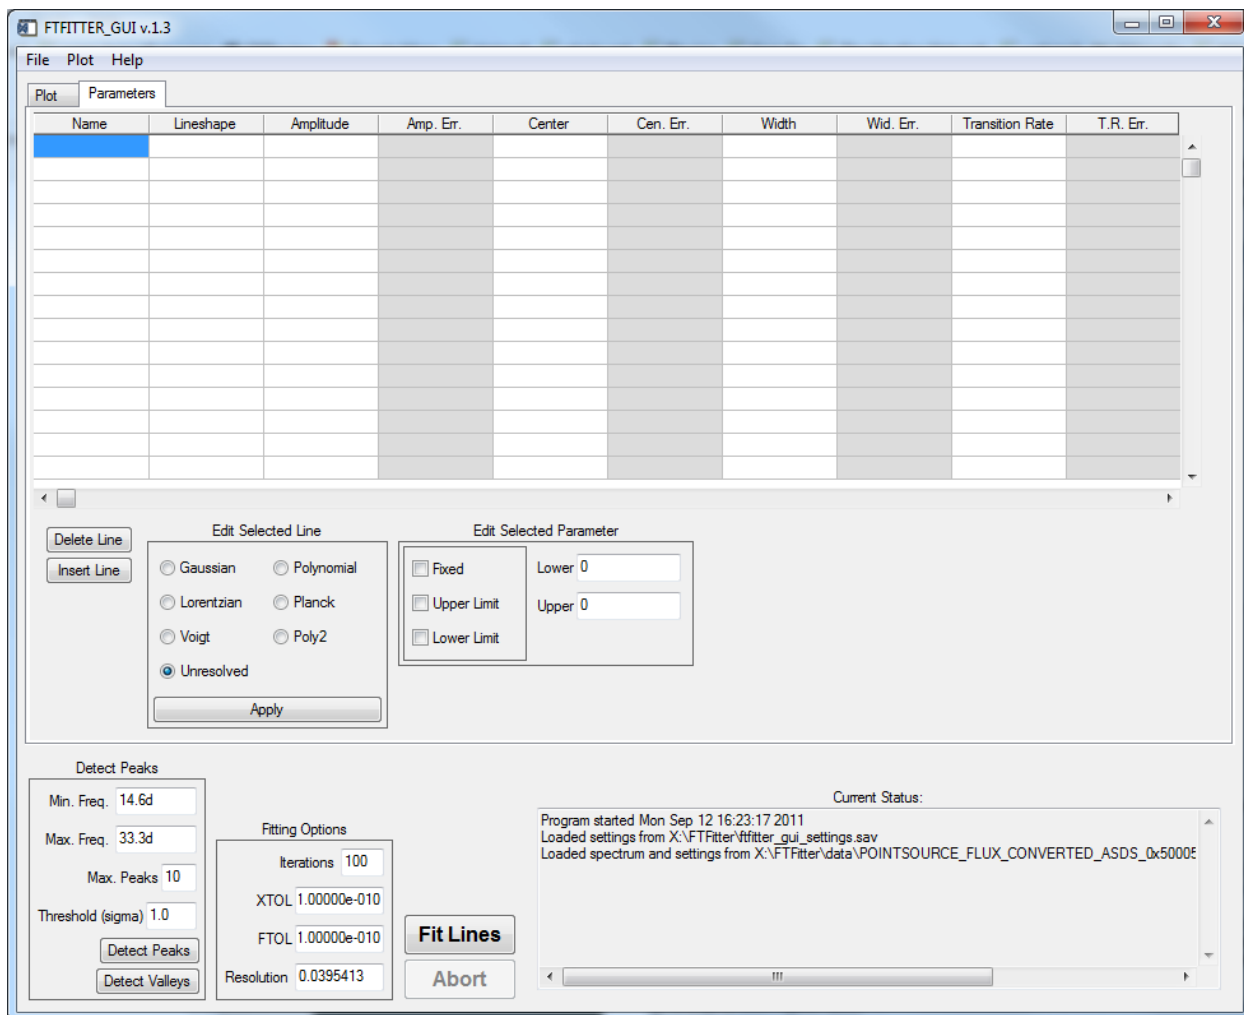 FTFITTER_GUI v.1.3
File Plot Help
Plot Parameters
Name Lineshape Amplitude Amp. Err. Center Cen. Err. Width Wid. Err. Transition Rate T.R. Err.
Delete Line
Insert Line
Edit Selected Line
Gaussian Polynomial
Lorentzian Planck
Voigt Poly2
Unresolved
Apply
Edit Selected Parameter
Fixed Lower 0
Upper Limit Upper 0
Lower Limit
Detect Peaks
Min. Freq. 14.6d
Max. Freq. 33.3d
Max. Peaks 10
Threshold (sigma) 1.0
Detect Peaks
Detect Valleys
Fitting Options
Iterations 100
XTOL 1.00000e-010
FTOL 1.00000e-010
Resolution 0.0395413
Fit Lines
Abort
Current Status:
Program started Mon Sep 12 16:23:17 2011
Loaded settings from X:\FTFitter\ftfitter_gui_settings.sav
Loaded spectrum and settings from X:\FTFitter\data\POINTSOURCE_FLUX_CONVERTED_ASDS_0x50005